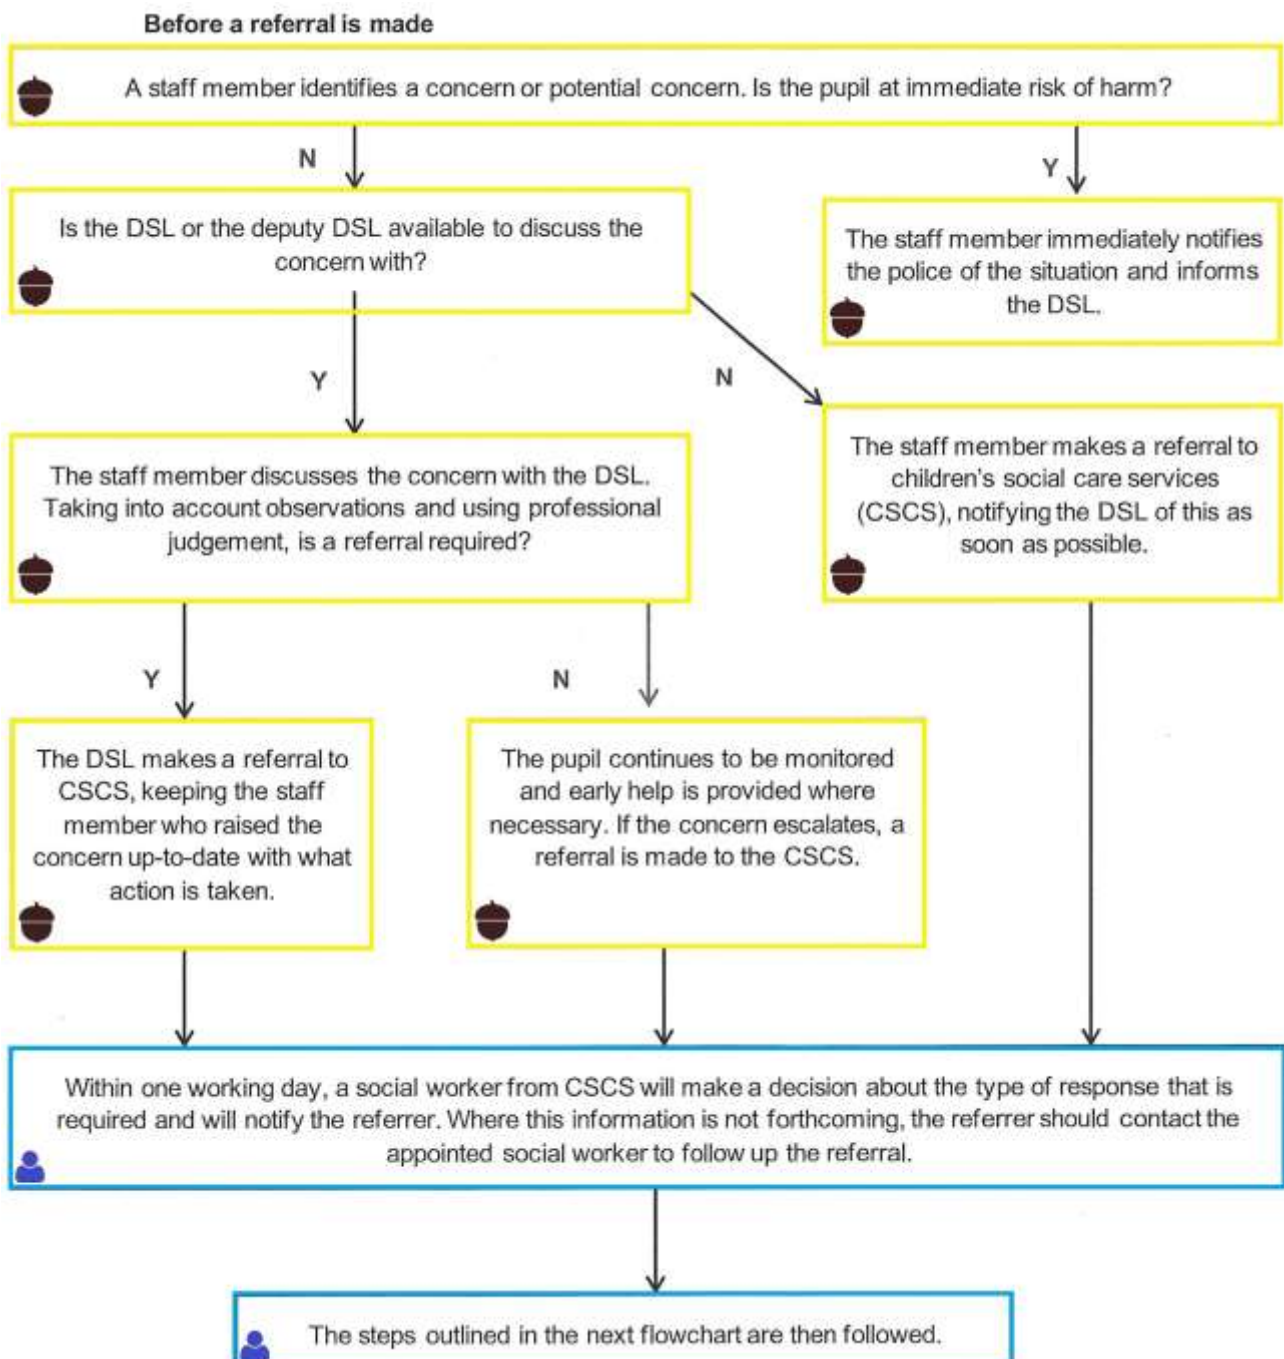 Before a referral is made
A staff member identifies a concern or potential concern. Is the pupil at immediate risk of harm?
N
Y
Is the DSL or the deputy DSL available to discuss the
concern with?
The staff member immediately notifies
the police of the situation and informs
the DSL.
Y
N
The staff member discusses the concern with the DSL.
Taking into account observations and using professional
judgement, is a referral required?
The staff member makes a referral to
children's social care services
(CSCS), notifying the DSL of this as
soon as possible.
Y
N
The DSL makes a referral to
CSCS, keeping the staff
member who raised the
concern up-to-date with what
action is taken.
The pupil continues to be monitored
and early help is provided where
necessary. If the concern escalates, a
referral is made to the CSCS.
Within one working day, a social worker from CSCS will make a decision about the type of response that is
required and will notify the referrer. Where this information is not forthcoming, the referrer should contact the
appointed social worker to follow up the referral.
The steps outlined in the next flowchart are then followed.